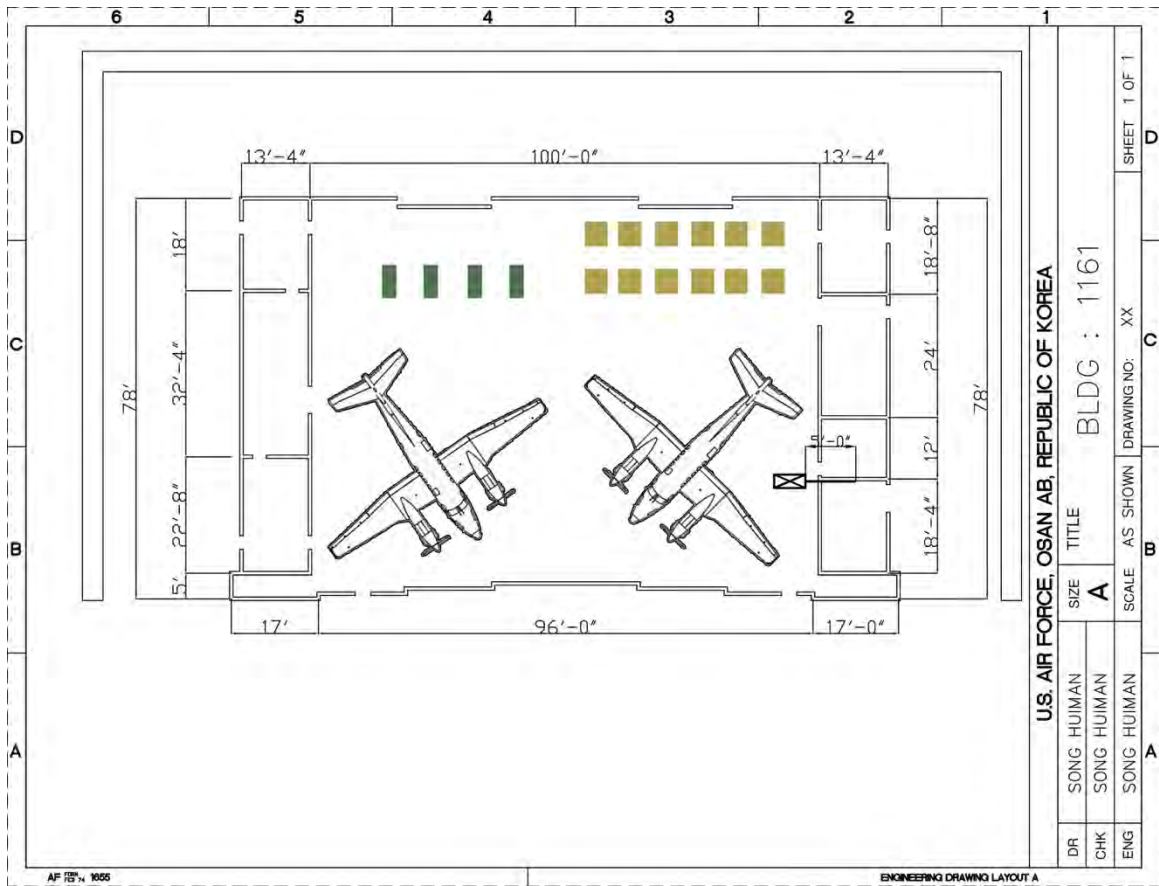 6 5 4 3 2 1
D D
C C
B B
A A
13'-4" 100'-0" 13'-4"
78'
18'
32'-4"
22'-8"
5'
18'-8"
24'
12'
5'-0"
18'-4"
78'
17' 96'-0" 17'-0"
U.S. AIR FORCE, OSAN AB, REPUBLIC OF KOREA
TITLE
BLDG : 1161
SIZE
A
SCALE AS SHOWN
DRAWING NO: XX
SHEET 1 OF 1
DR SONG HUIMAN
CHK SONG HUIMAN
ENG SONG HUIMAN
AF FORM FEB 74 1655
ENGINEERING DRAWING LAYOUT A